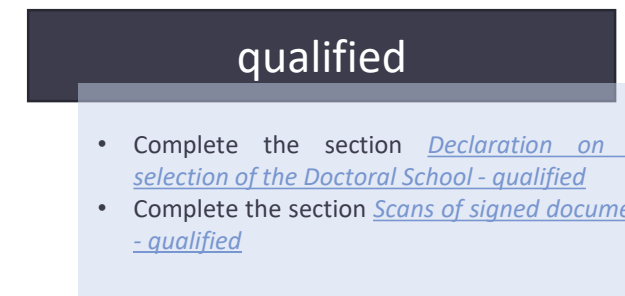 qualified
• Complete the section Declaration on
selection of the Doctoral School - qualified
• Complete the section Scans of signed
- qualified